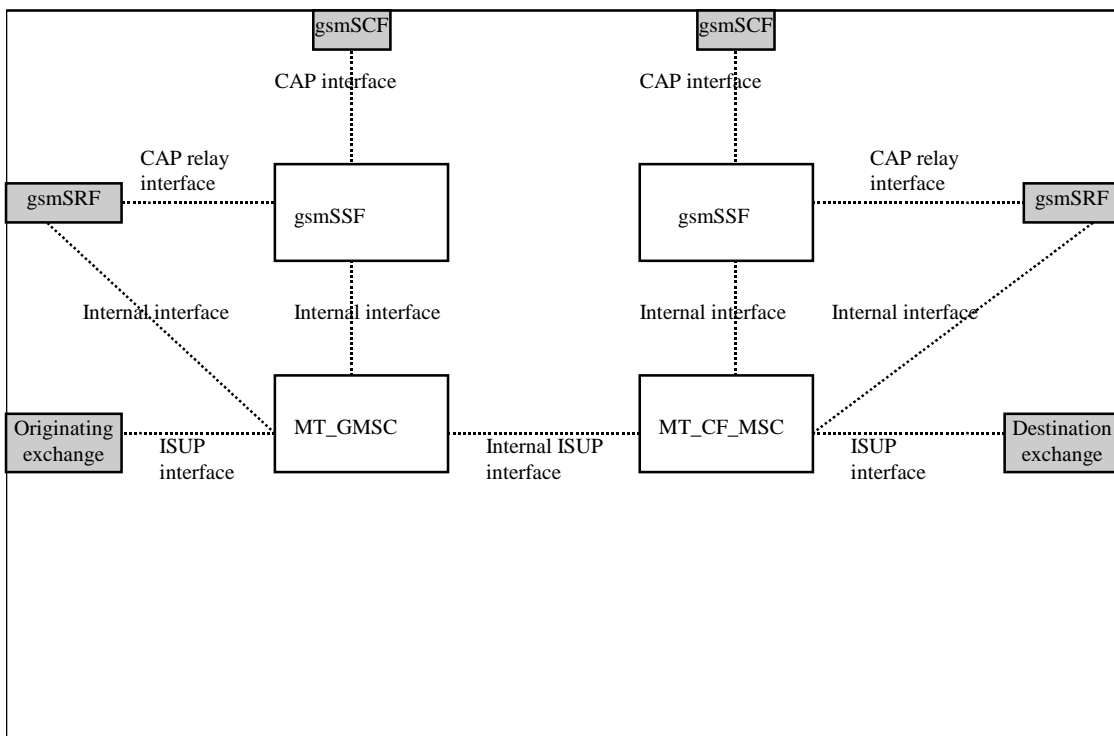 gsmSCF
gsmSCF
CAP interface
CAP interface
CAP relay
interface
CAP relay
interface
gsmSRF
gsmSSF
gsmSSF
gsmSRF
Internal interface
Internal interface
Internal interface
Internal interface
Originating
exchange
ISUP
interface
MT_GMSC
Internal ISUP
interface
MT_CF_MSC
ISUP
interface
Destination
exchange